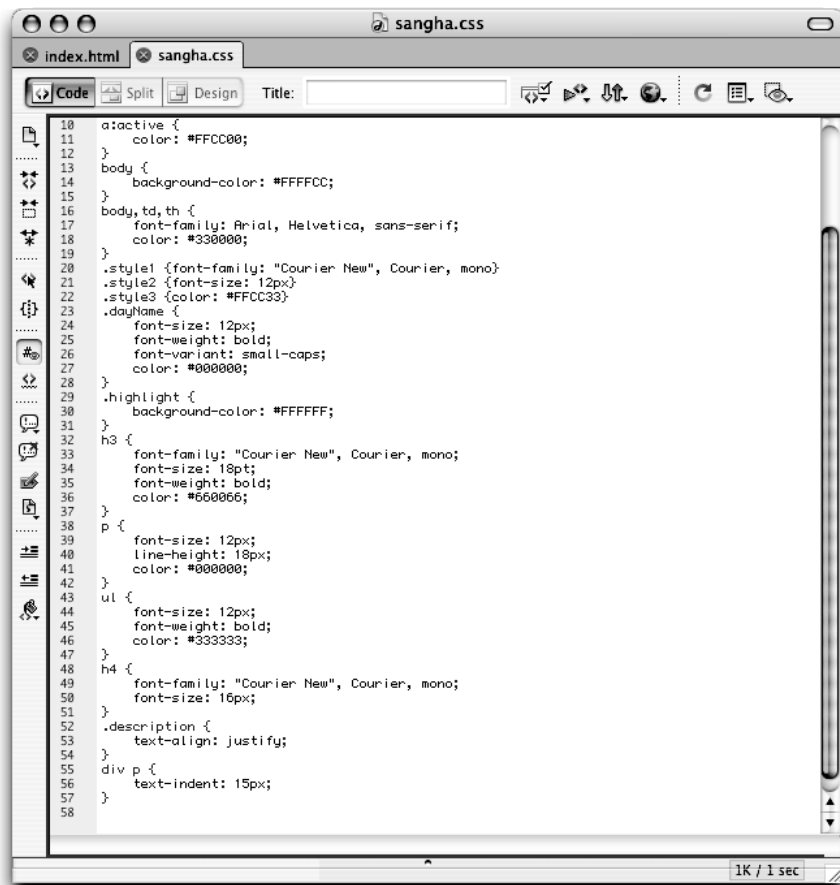 sangha.css
index.html sangha.css
Code Split Design Title:
10 a:active {
11 color: #FFCC00;
12 }
13 body {
14 background-color: #FFFFCC;
15 }
16 body,td,th {
17 font-family: Arial, Helvetica, sans-serif;
18 color: #330000;
19 }
20 .style1 {font-family: "Courier New", Courier, mono}
21 .style2 {font-size: 12px}
22 .style3 {color: #FFCC33}
23 .dayName {
24 font-size: 12px;
25 font-weight: bold;
26 font-variant: small-caps;
27 color: #000000;
28 }
29 .highlight {
30 background-color: #FFFFFF;
31 }
32 h3 {
33 font-family: "Courier New", Courier, mono;
34 font-size: 18pt;
35 font-weight: bold;
36 color: #660066;
37 }
38 p {
39 font-size: 12px;
40 line-height: 18px;
41 color: #000000;
42 }
43 ul {
44 font-size: 12px;
45 font-weight: bold;
46 color: #333333;
47 }
48 h4 {
49 font-family: "Courier New", Courier, mono;
50 font-size: 16px;
51 }
52 .description {
53 text-align: justify;
54 }
55 div p {
56 text-indent: 15px;
57 }
58
1K / 1 sec